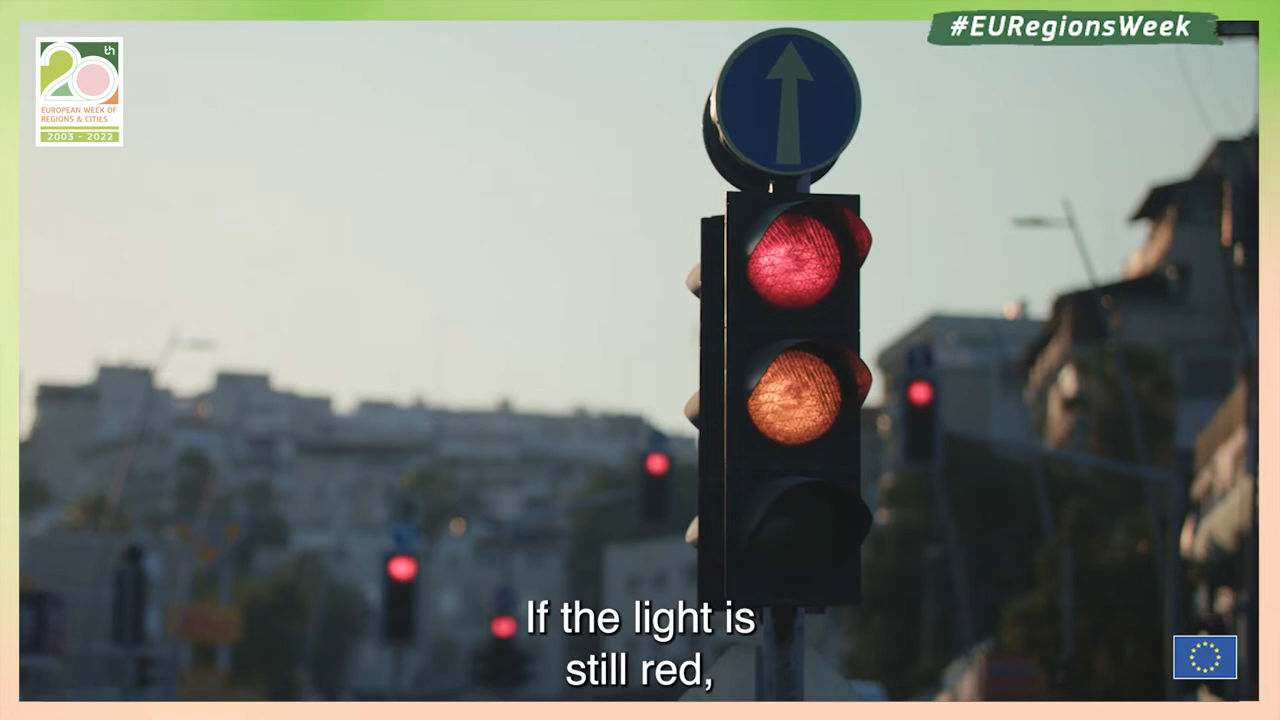 #EURegionsWeek
20th
EUROPEAN WEEK OF
REGIONS & CITIES
2003 - 2022
If the light is
still red,